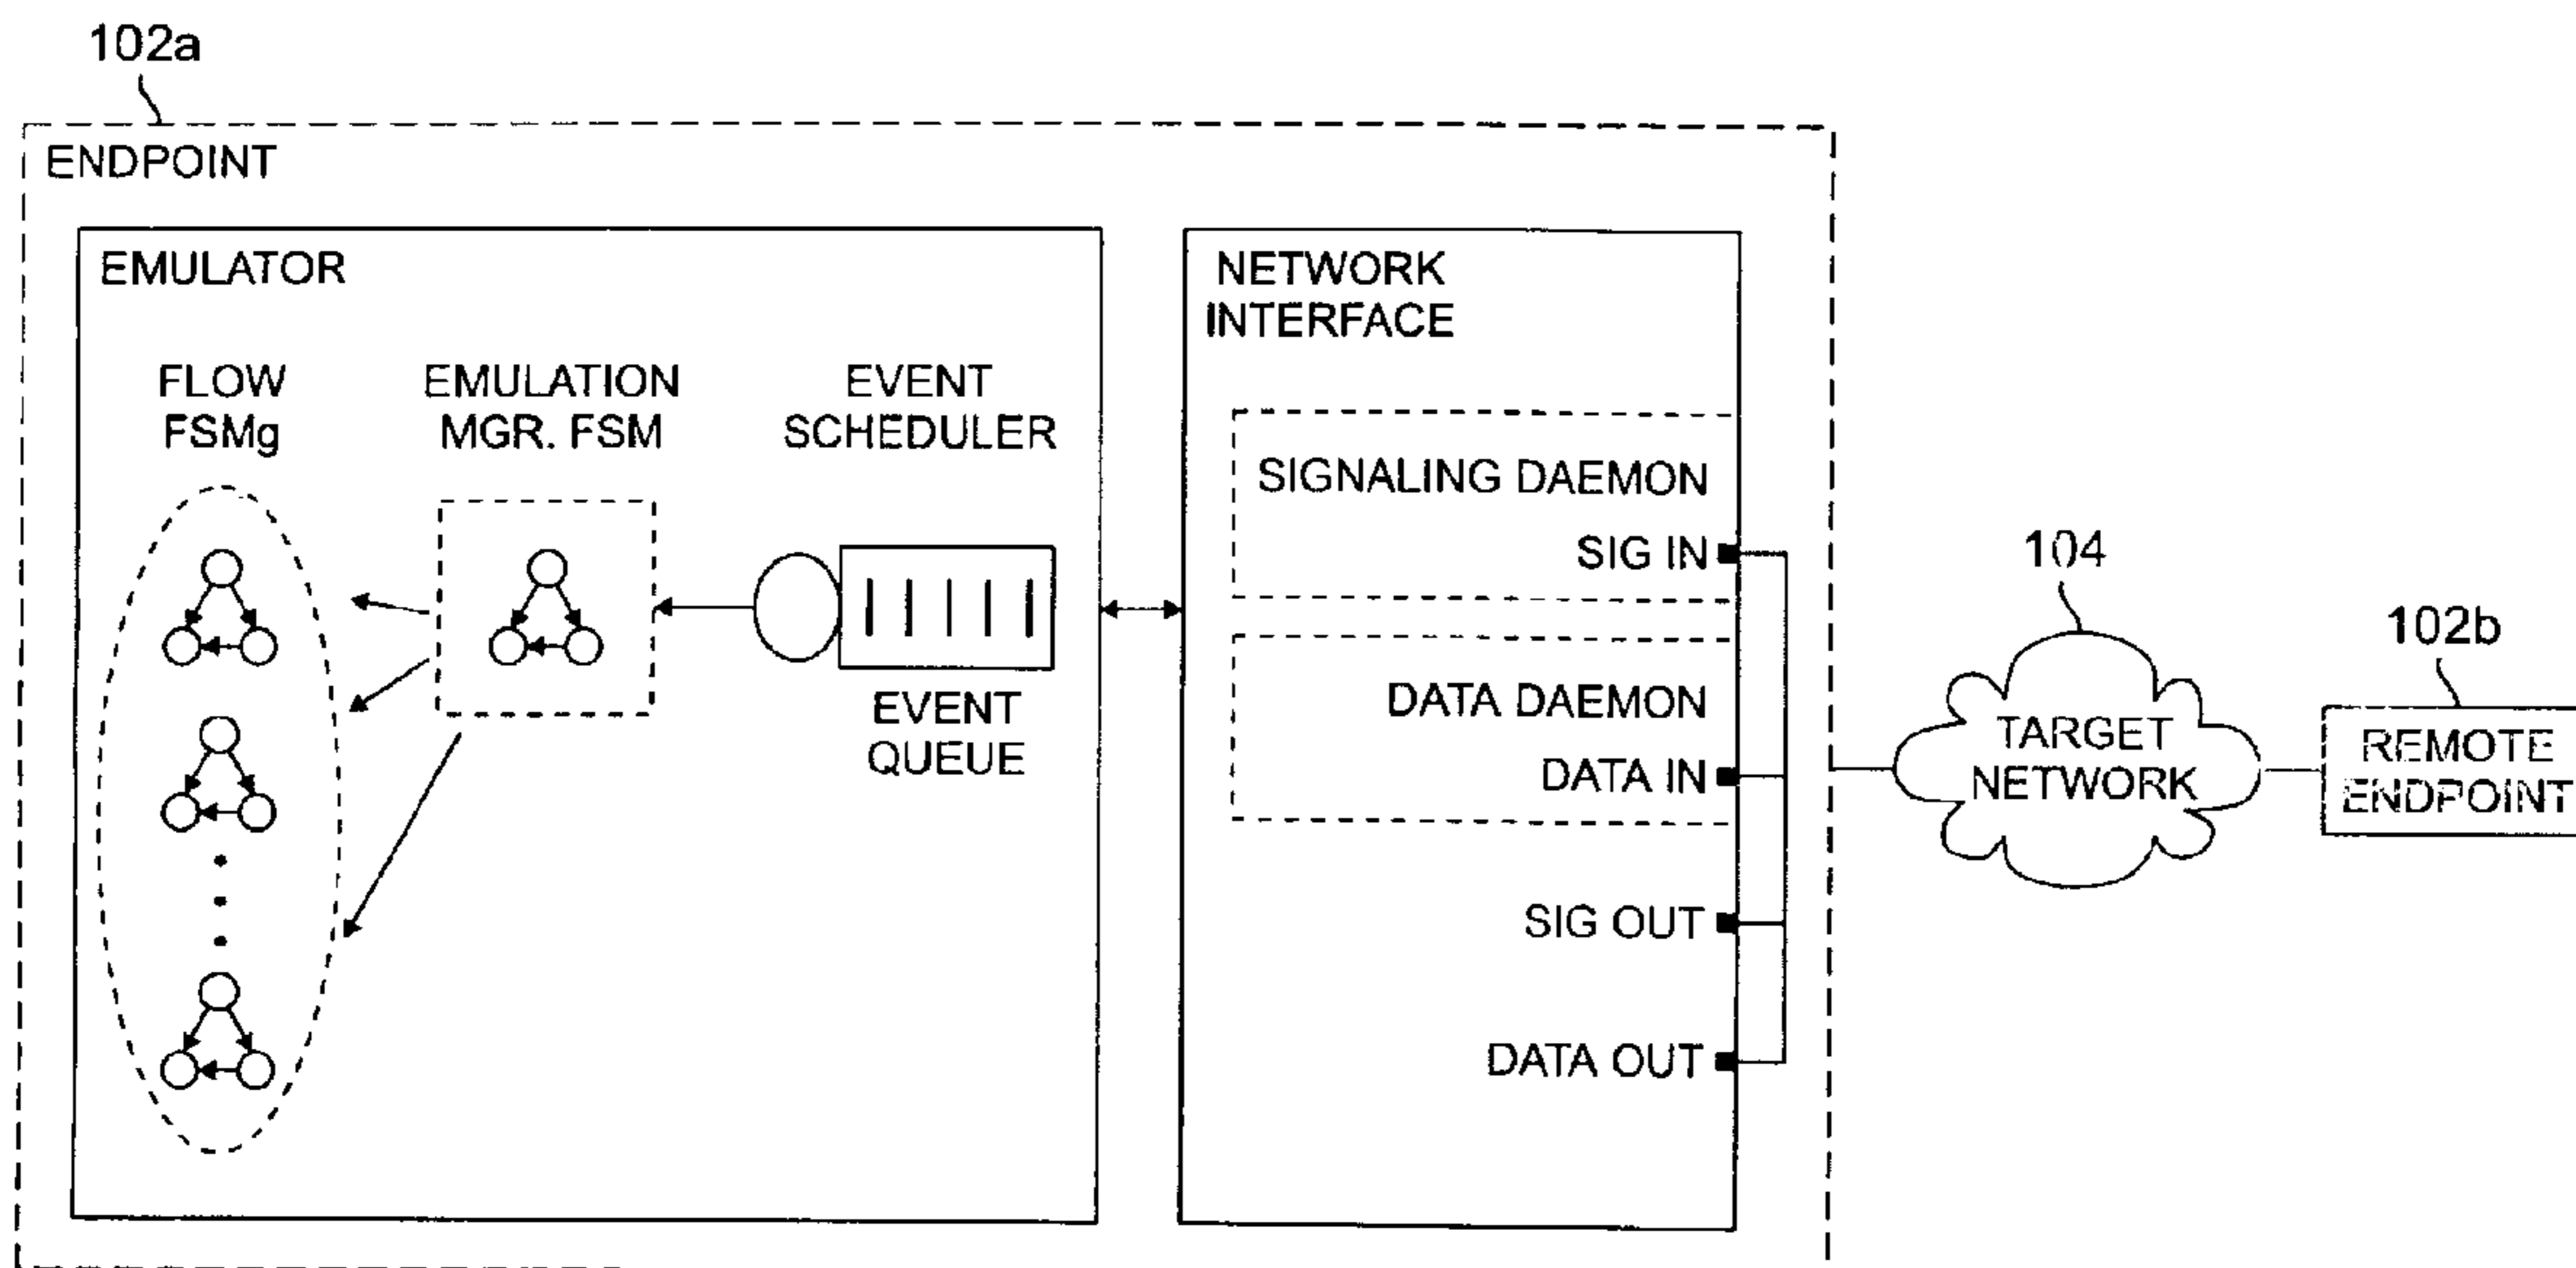 102a
ENDPOINT
EMULATOR
FLOW
FSMg
EMULATION
MGR. FSM
EVENT
SCHEDULER
EVENT
QUEUE
NETWORK
INTERFACE
SIGNALING DAEMON
SIG IN
DATA DAEMON
DATA IN
SIG OUT
DATA OUT
104
TARGET
NETWORK
102b
REMOTE
ENDPOINT